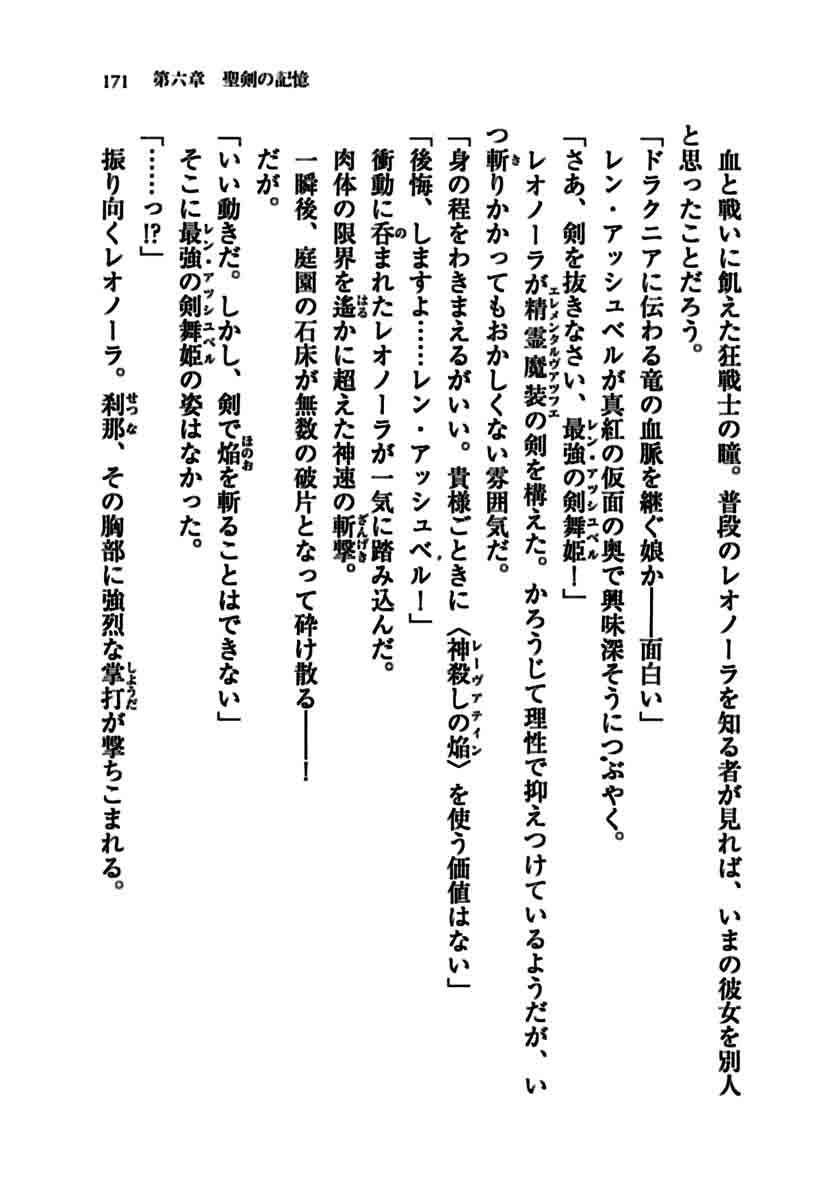 171　第六章　聖剣の記憶
　血と戦いに飢えた狂戦士の瞳。普段のレオノーラを知る者が見れば、いまの彼女を別人
と思ったことだろう。
「ドラクニアに伝わる竜の血脈を継ぐ娘か――面白い」
　レン・アッシュベルが真紅の仮面の奥で興味深そうにつぶやく。
「さあ、剣を抜きなさい、最強の剣舞姫！」
レン・アッシュベル
　レオノーラが精霊魔装の剣を構えた。かろうじて理性で抑えつけているようだが、い
エレメンタルヴァッフェ
つ斬りかかってもおかしくない雰囲気だ。
き
「身の程をわきまえるがいい。貴様ごときに〈神殺しの焔〉を使う価値はない」
レーヴァテイン
「後悔、しますよ……レン・アッシュベル！」
　衝動に呑まれたレオノーラが一気に踏み込んだ。
の
　肉体の限界を遙かに超えた神速の斬撃。
はる
ざんげき
　一瞬後、庭園の石床が無数の破片となって砕け散る――！
　だが。
「いい動きだ。しかし、剣で焔を斬ることはできない」
ほのお
　そこに最強の剣舞姫の姿はなかった。
レン・アッシュベル
「……っ!?」
　振り向くレオノーラ。刹那、その胸部に強烈な掌打が撃ちこまれる。
せつな
しょうだ